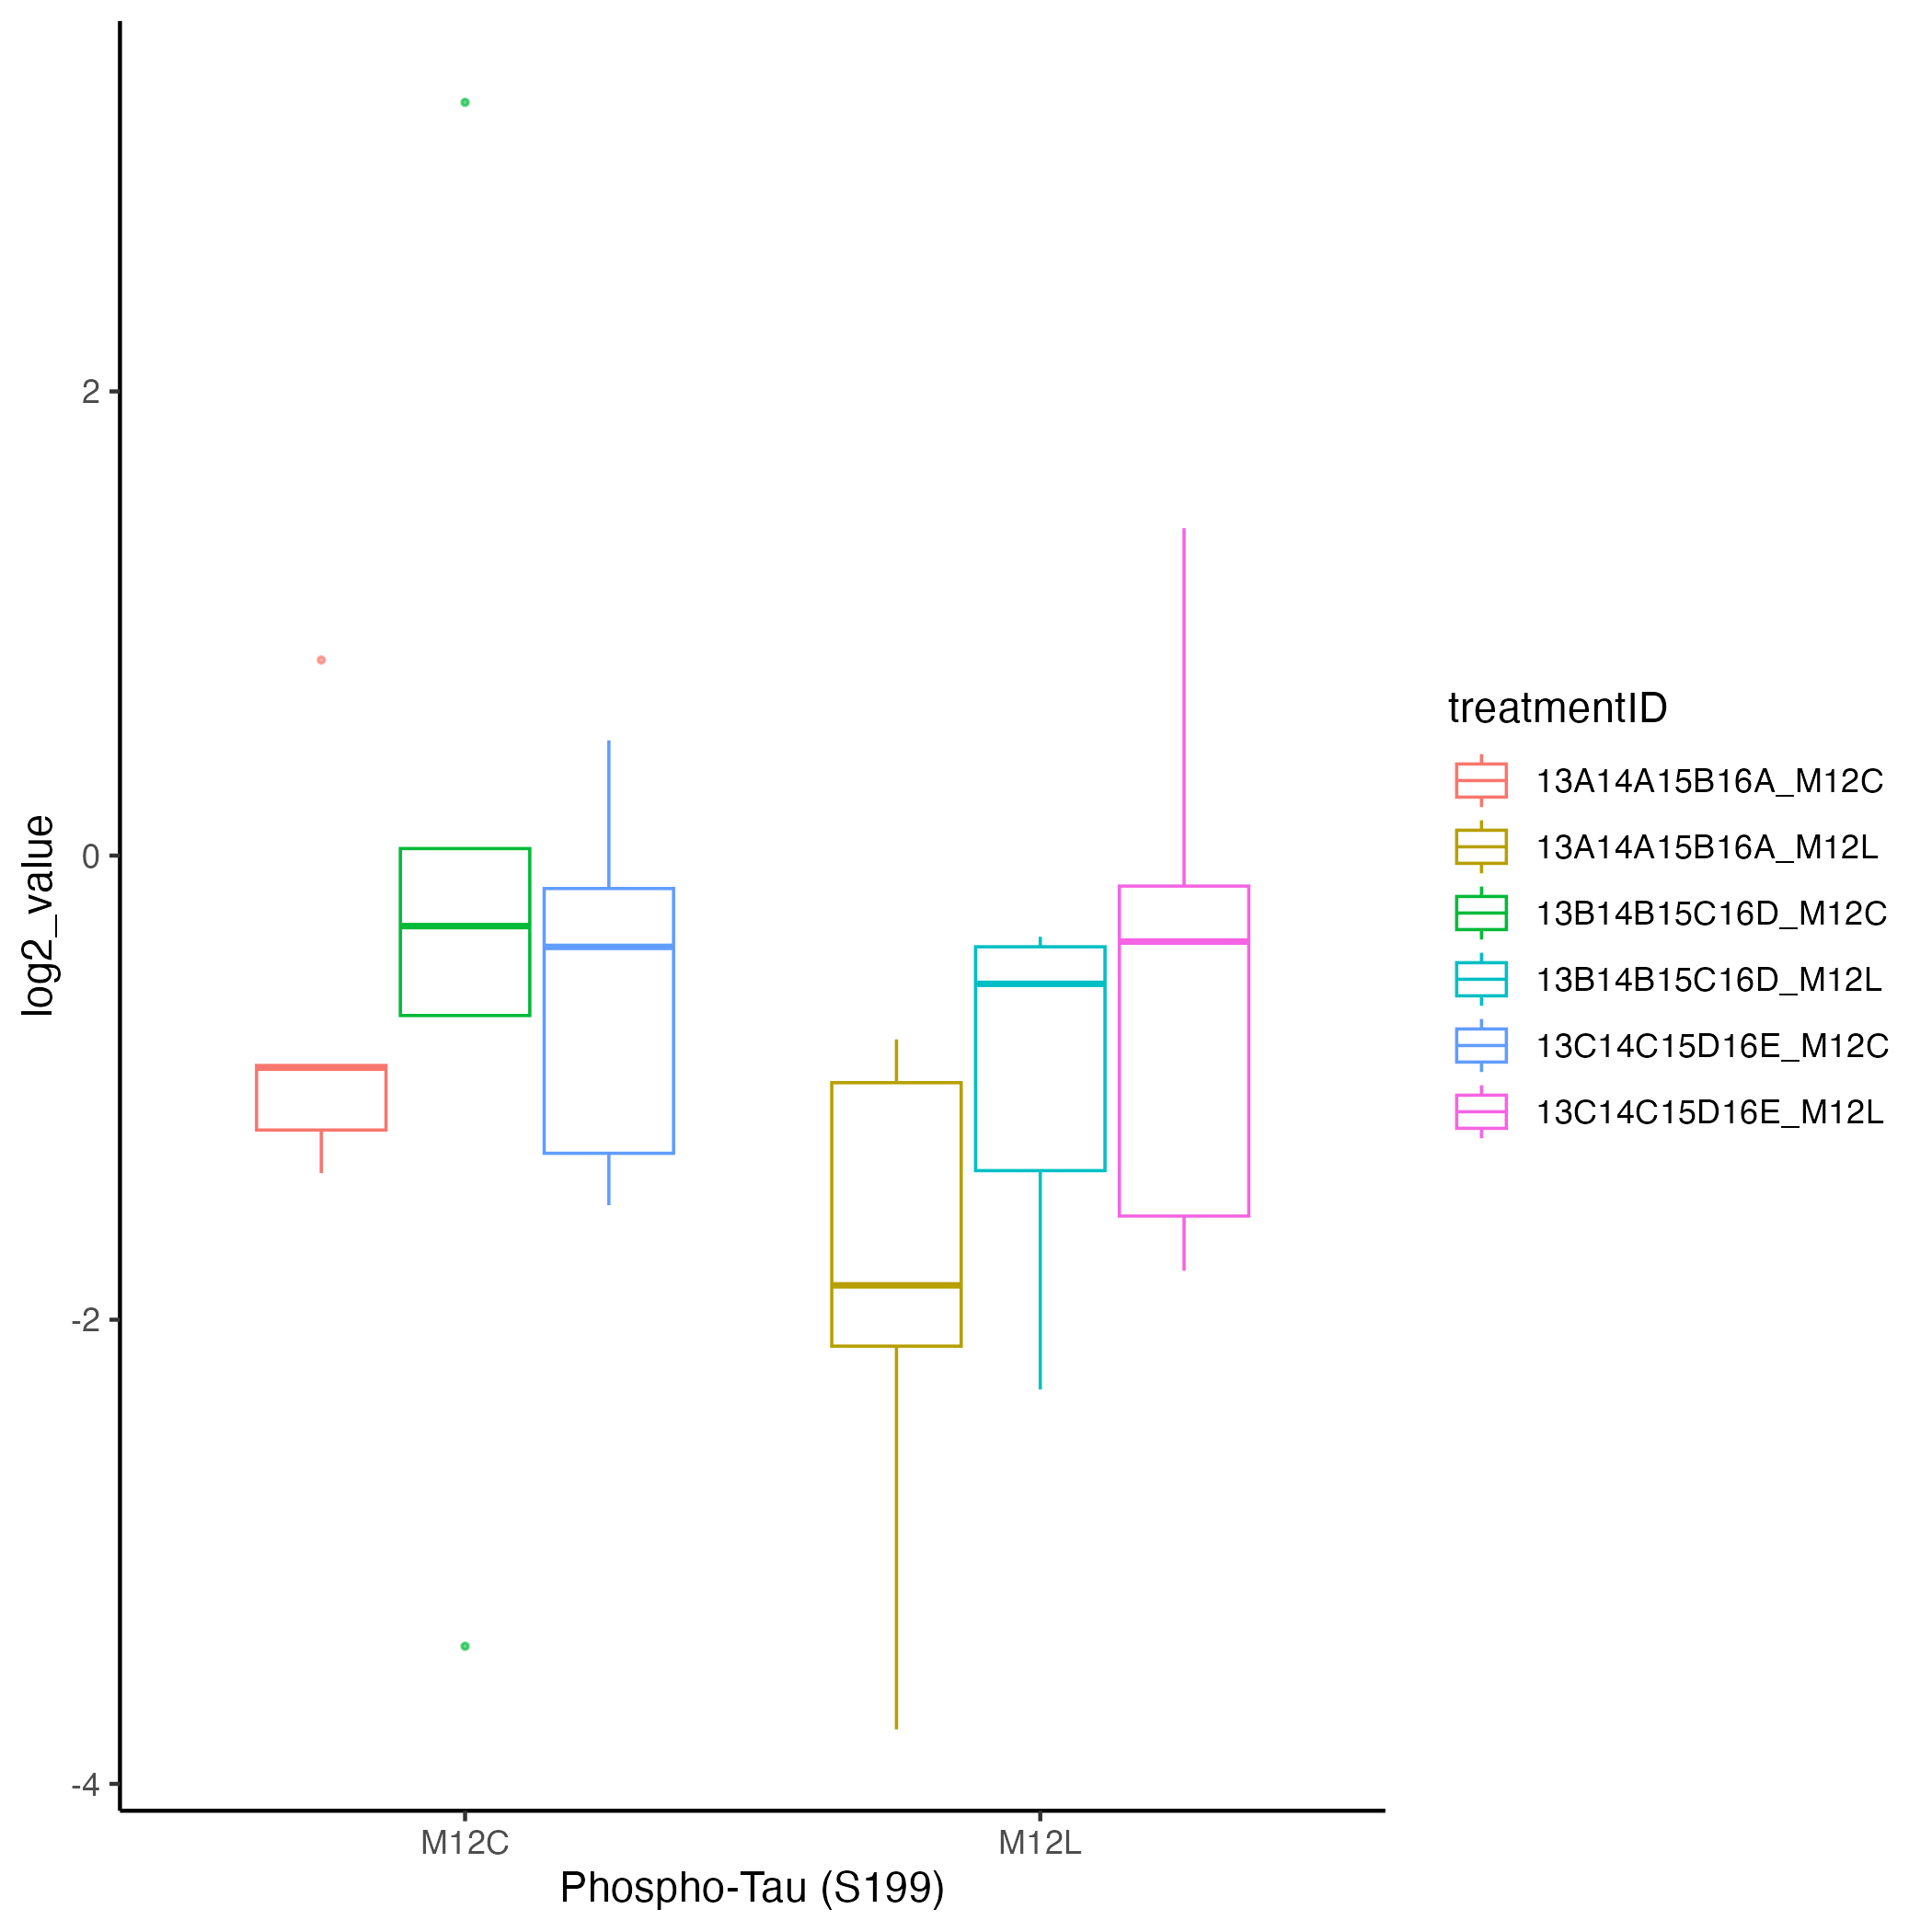 log2_value
2
0
-2
-4
M12C
M12L
Phospho-Tau (S199)
treatmentID
13A14A15B16A_M12C
13A14A15B16A_M12L
13B14B15C16D_M12C
13B14B15C16D_M12L
13C14C15D16E_M12C
13C14C15D16E_M12L